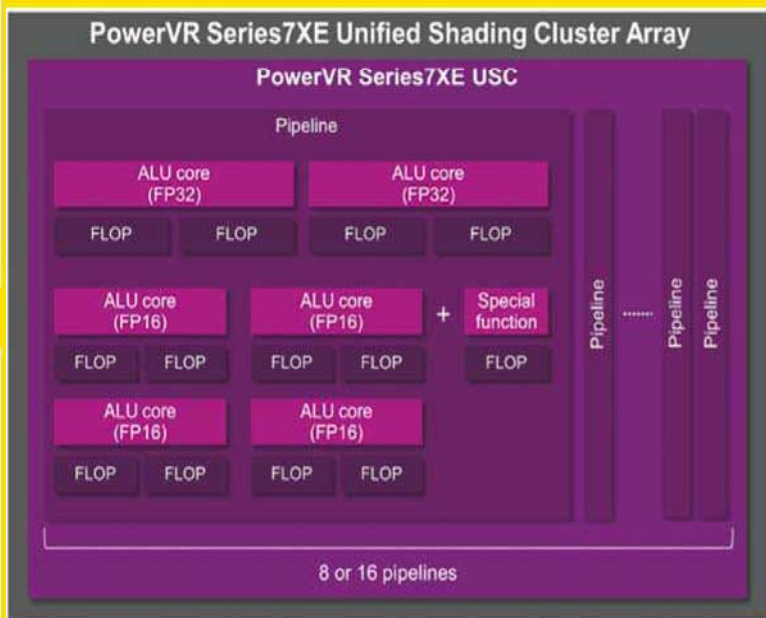 PowerVR Series7XE Unified Shading Cluster Array
PowerVR Series7XE USC
Pipeline
ALU core
(FP32)
ALU core
(FP32)
FLOP
FLOP
FLOP
FLOP
ALU core
(FP16)
ALU core
(FP16)
+
Special
function
FLOP
FLOP
FLOP
FLOP
FLOP
ALU core
(FP16)
ALU core
(FP16)
FLOP
FLOP
FLOP
FLOP
Pipeline
........
Pipeline
Pipeline
8 or 16 pipelines